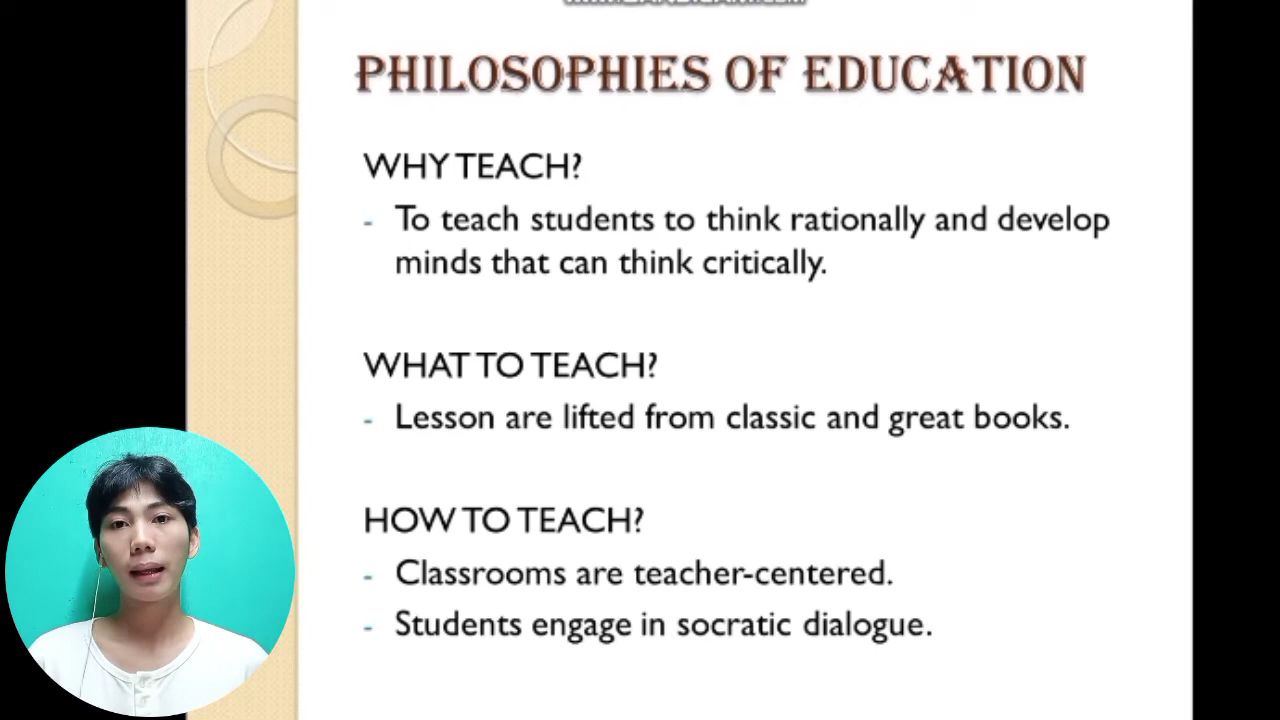 PHILOSOPHIES OF EDUCATION
WHY TEACH?
- To teach students to think rationally and develop
minds that can think critically.
WHAT TO TEACH?
- Lesson are lifted from classic and great books.
HOW TO TEACH?
- Classrooms are teacher-centered.
- Students engage in socratic dialogue.